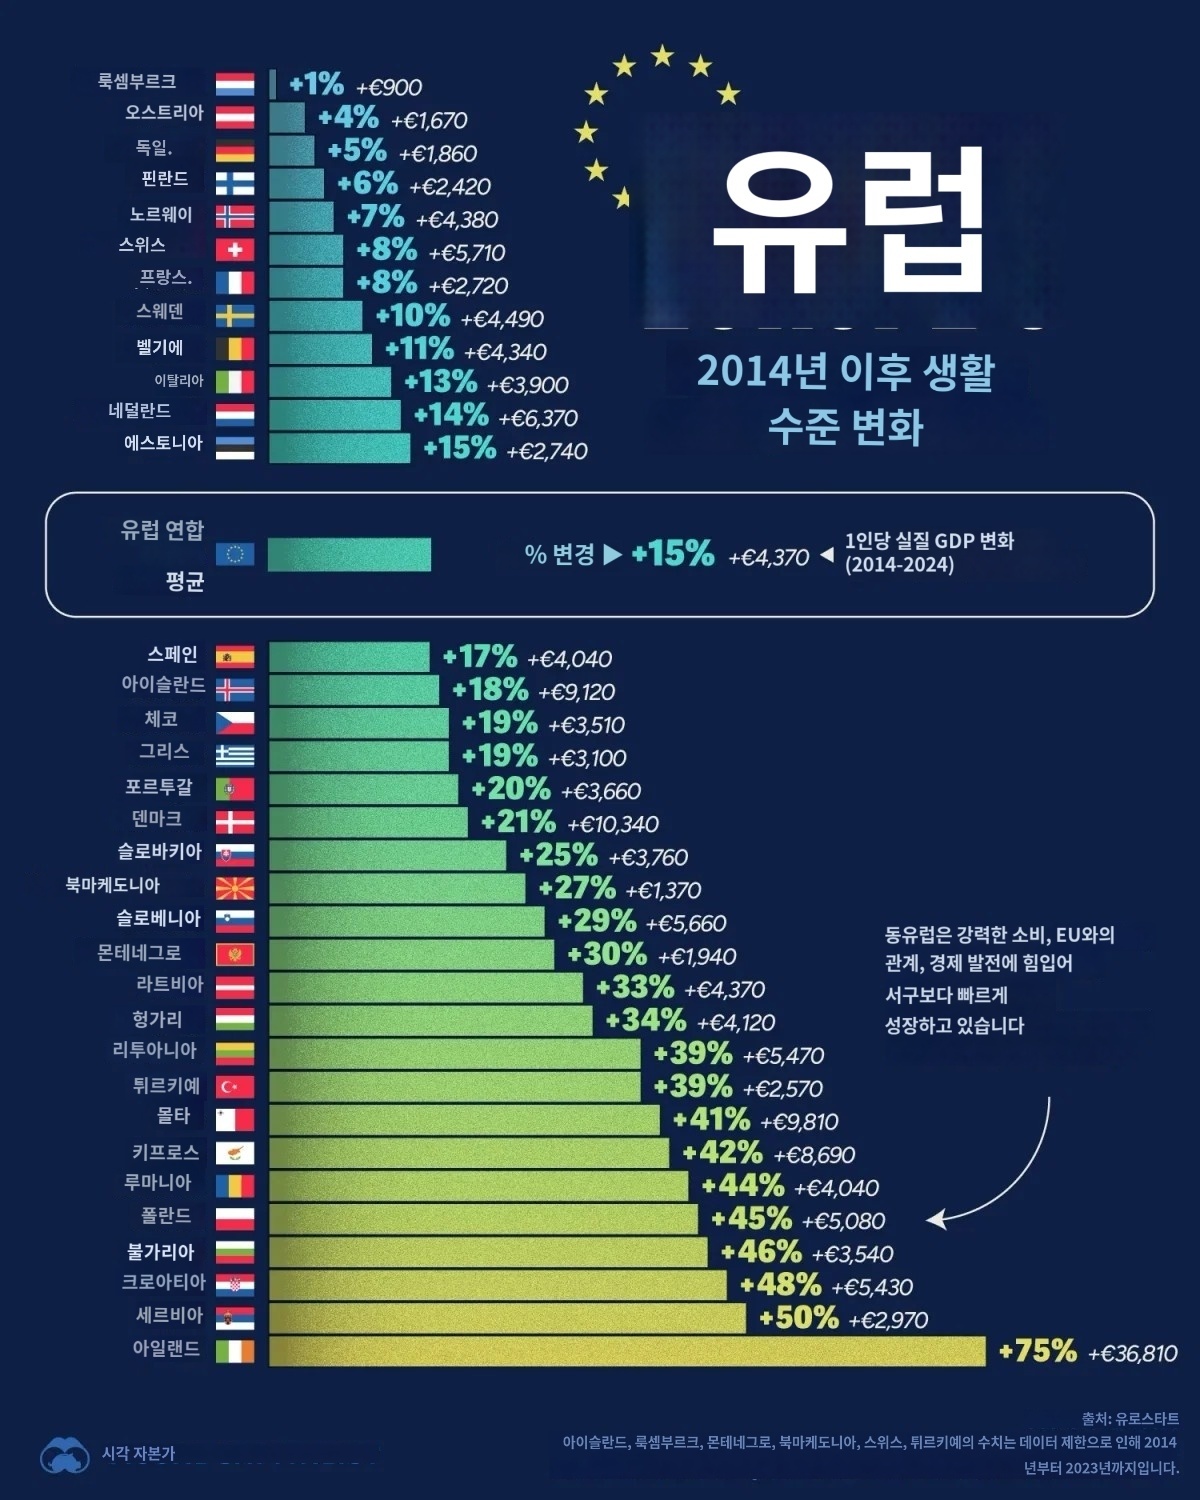 룩셈부르크 +1% +€900
오스트리아 +4% +€1,670
독일. +5% +€1,860
핀란드 +6% +€2,420
노르웨이 +7% +€4,380
스위스 +8% +€5,710
프랑스. +8% +€2,720
스웨덴 +10% +€4,490
벨기에 +11% +€4,340
이탈리아 +13% +€3,900
네덜란드 +14% +€6,370
에스토니아 +15% +€2,740
유럽
2014년 이후 생활
수준 변화
유럽 연합
평균
% 변경 ▶ +15% +€4,370 ◀ 1인당 실질 GDP 변화
(2014-2024)
스페인 +17% +€4,040
아이슬란드 +18% +€9,120
체코 +19% +€3,510
그리스 +19% +€3,100
포르투갈 +20% +€3,660
덴마크 +21% +€10,340
슬로바키아 +25% +€3,760
북마케도니아 +27% +€1,370
슬로베니아 +29% +€5,660
몬테네그로 +30% +€1,940
라트비아 +33% +€4,370
헝가리 +34% +€4,120
리투아니아 +39% +€5,470
튀르키예 +39% +€2,570
몰타 +41% +€9,810
키프로스 +42% +€8,690
루마니아 +44% +€4,040
폴란드 +45% +€5,080
불가리아 +46% +€3,540
크로아티아 +48% +€5,430
세르비아 +50% +€2,970
아일랜드 +75% +€36,810
동유럽은 강력한 소비, EU와의
관계, 경제 발전에 힘입어
서구보다 빠르게
성장하고 있습니다
시각 자본가
출처: 유로스타트
아이슬란드, 룩셈부르크, 몬테네그로, 북마케도니아, 스위스, 튀르키예의 수치는 데이터 제한으로 인해 2014
년부터 2023년까지입니다.